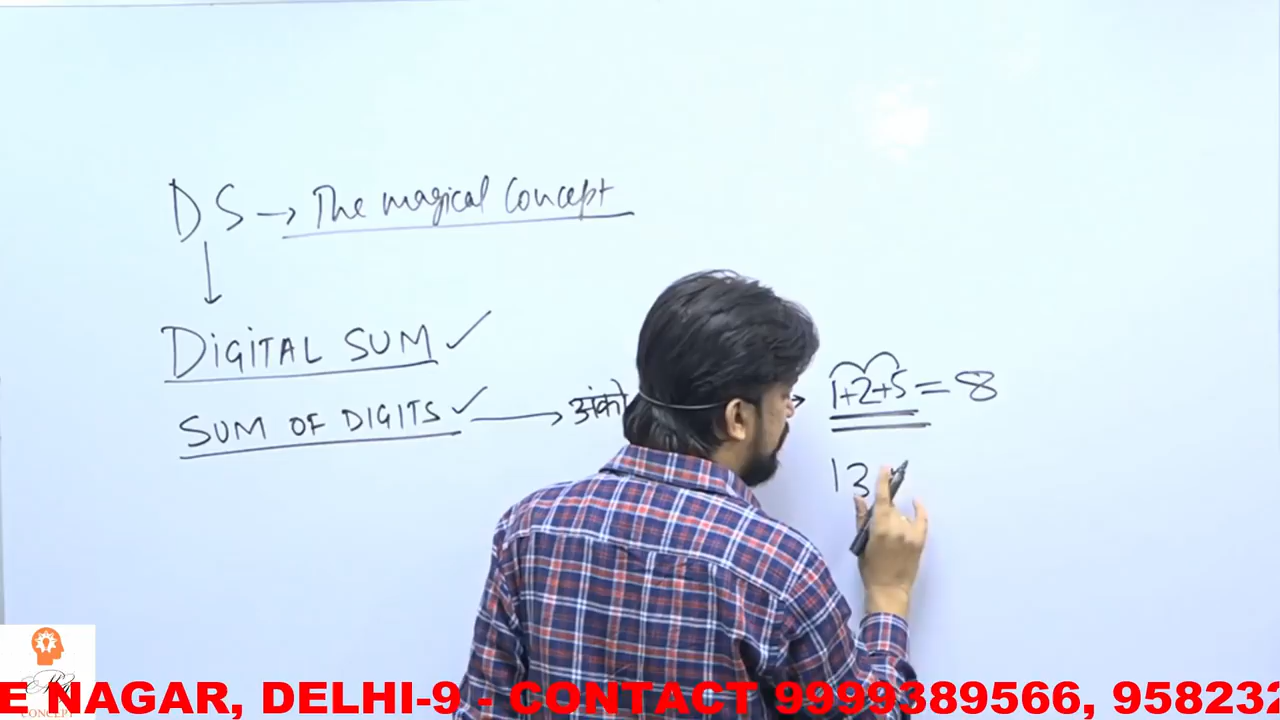 DS → The magical concept
DIGITAL SUM ✓
SUM OF DIGITS ✓ → अंको → 1+2+5 = 8
13
E NAGAR, DELHI-9 - CONTACT 9999389566, 958232
CONCEPT